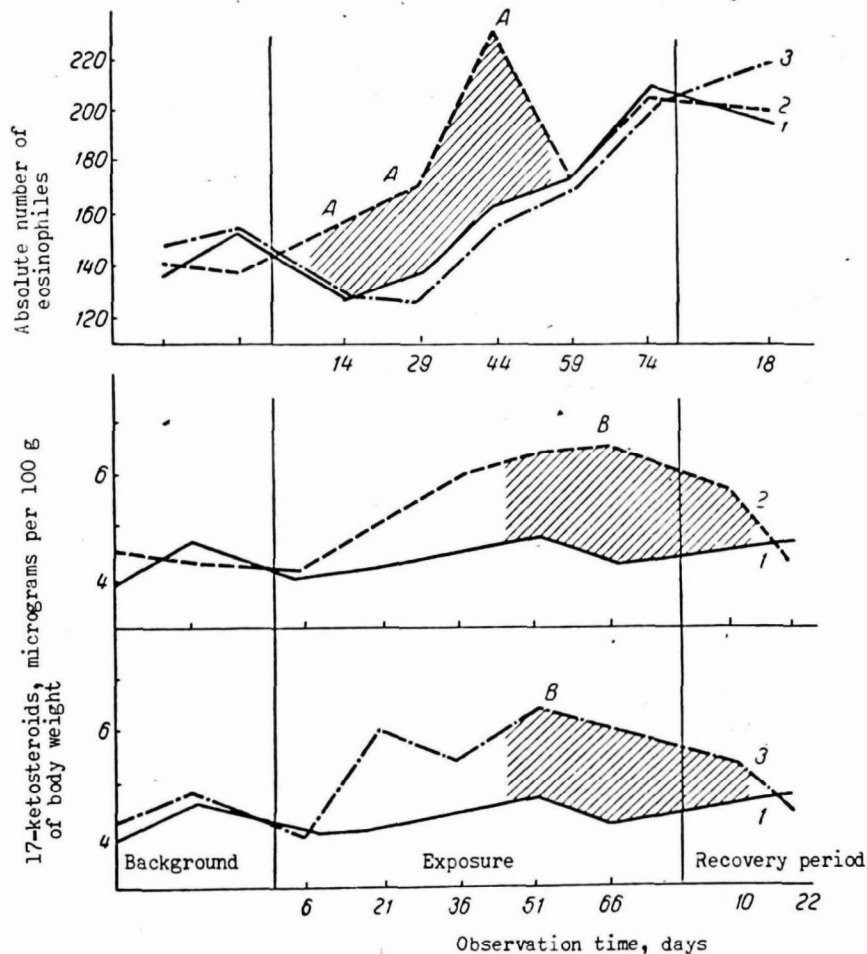 Absolute number of
eosinophiles
220
200
180
160
140
120
A
A
A
3
2
1
14 29 44 59 74 18
17-ketosteroids, micrograms per 100 g
of body weight
6
4
B
2
1
6
4
B
3
1
Background Exposure Recovery period
6 21 36 51 66 10 22
Observation time, days